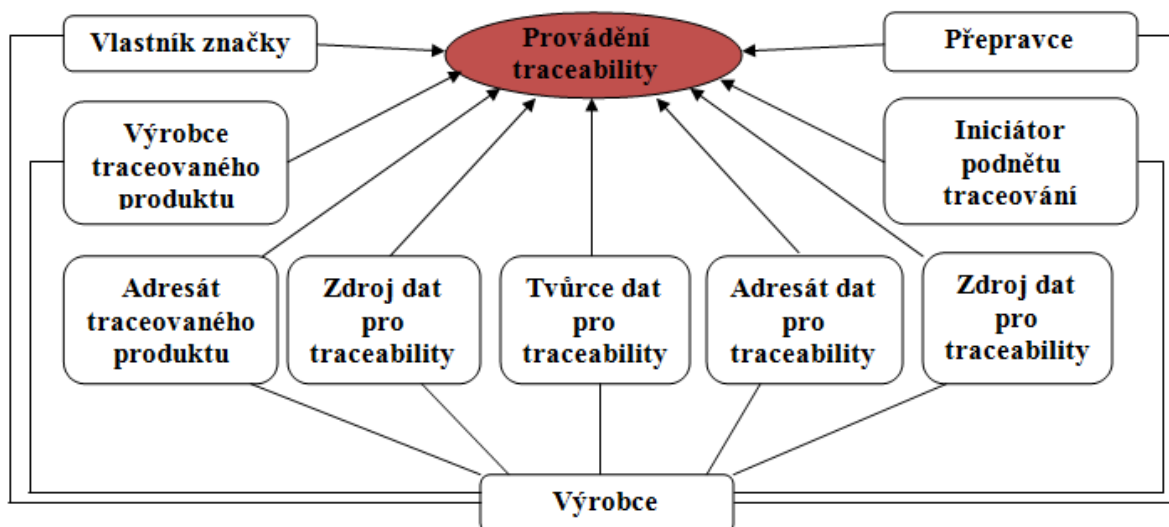 Vlastník značky
Provádění
traceability
Přepravce
Výrobce
traceovaného
produktu
Iniciátor
podnětu
traceování
Adresát
traceovaného
produktu
Zdroj dat
pro
traceability
Tvůrce dat
pro
traceability
Adresát dat
pro
traceability
Zdroj dat
pro
traceability
Výrobce